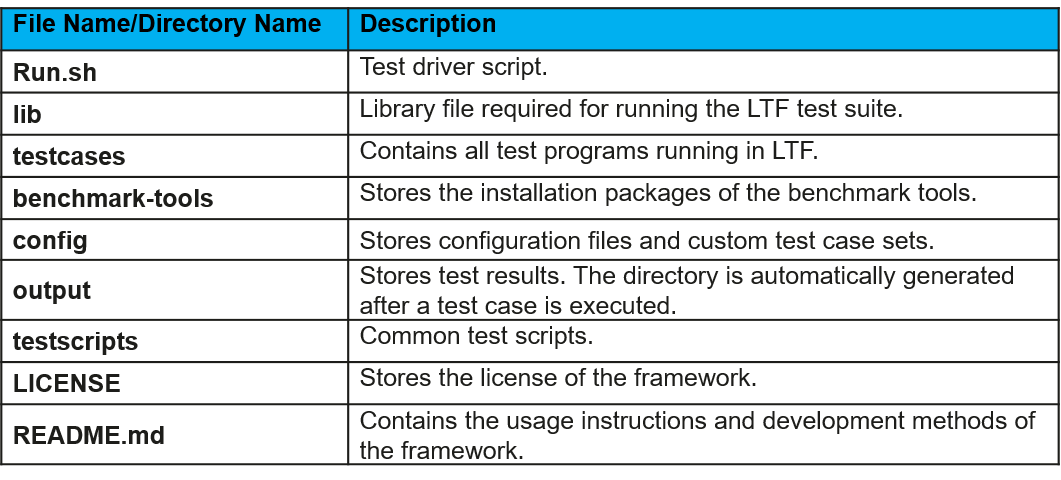 File Name/Directory Name Description
Run.sh Test driver script.
lib Library file required for running the LTF test suite.
testcases Contains all test programs running in LTF.
benchmark-tools Stores the installation packages of the benchmark tools.
config Stores configuration files and custom test case sets.
output Stores test results. The directory is automatically generated
after a test case is executed.
testscripts Common test scripts.
LICENSE Stores the license of the framework.
README.md Contains the usage instructions and development methods of
the framework.